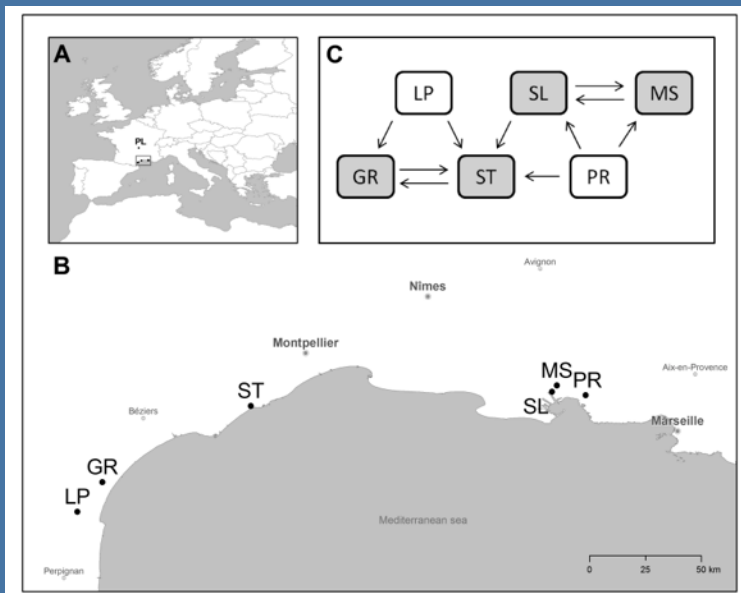 A
PL
C
LP
SL
MS
GR
ST
PR
B
Avignon
Nîmes
Montpellier
Aix-en-Provence
MS
PR
ST
SL
Béziers
Marseille
GR
LP
Mediterranean sea
Perpignan
0 25 50 km